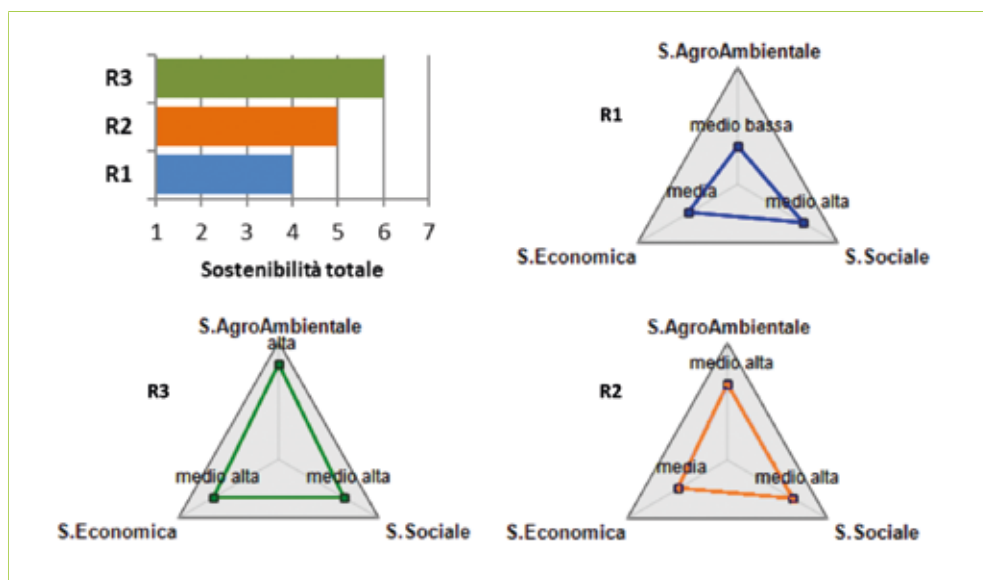 R3
R2
R1
1 2 3 4 5 6 7
Sostenibilità totale
S.AgroAmbientale
R1
medio bassa
media
medio alta
S.Economica
S.Sociale
S.AgroAmbientale
alta
R3
medio alta
medio alta
S.Economica
S.Sociale
S.AgroAmbientale
medio alta
R2
media
medio alta
S.Economica
S.Sociale